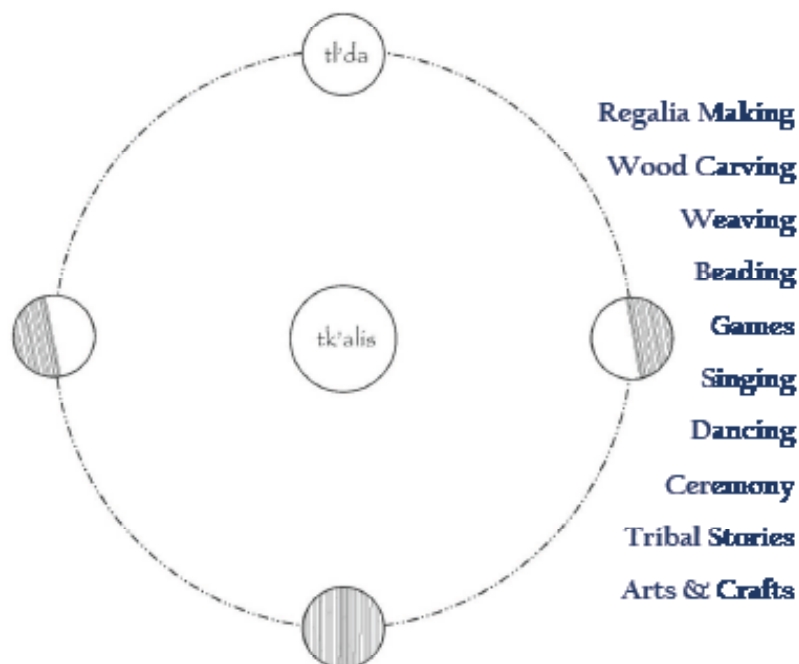 tł'da
Regalia Making
Wood Carving
Weaving
Beading
Games
tk'alis
Singing
Dancing
Ceremony
Tribal Stories
Arts & Crafts